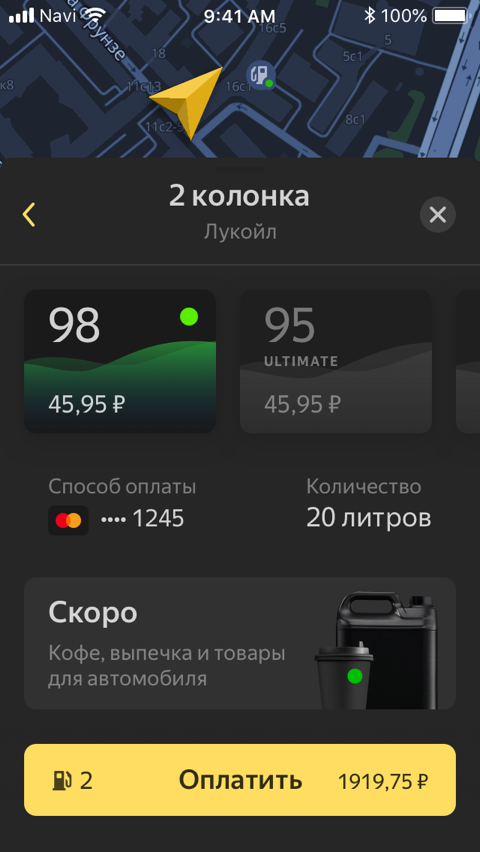 Navi 9:41 AM 100%
Фрунзе
16с5
18
5
к8
5с1
11с13
16с1
8с1
2 колонка
Лукойл
98
45,95 ₽
95
ULTIMATE
45,95 ₽
Способ оплаты
•••• 1245
Количество
20 литров
Скоро
Кофе, выпечка и товары
для автомобиля
2 Оплатить 1919,75 ₽